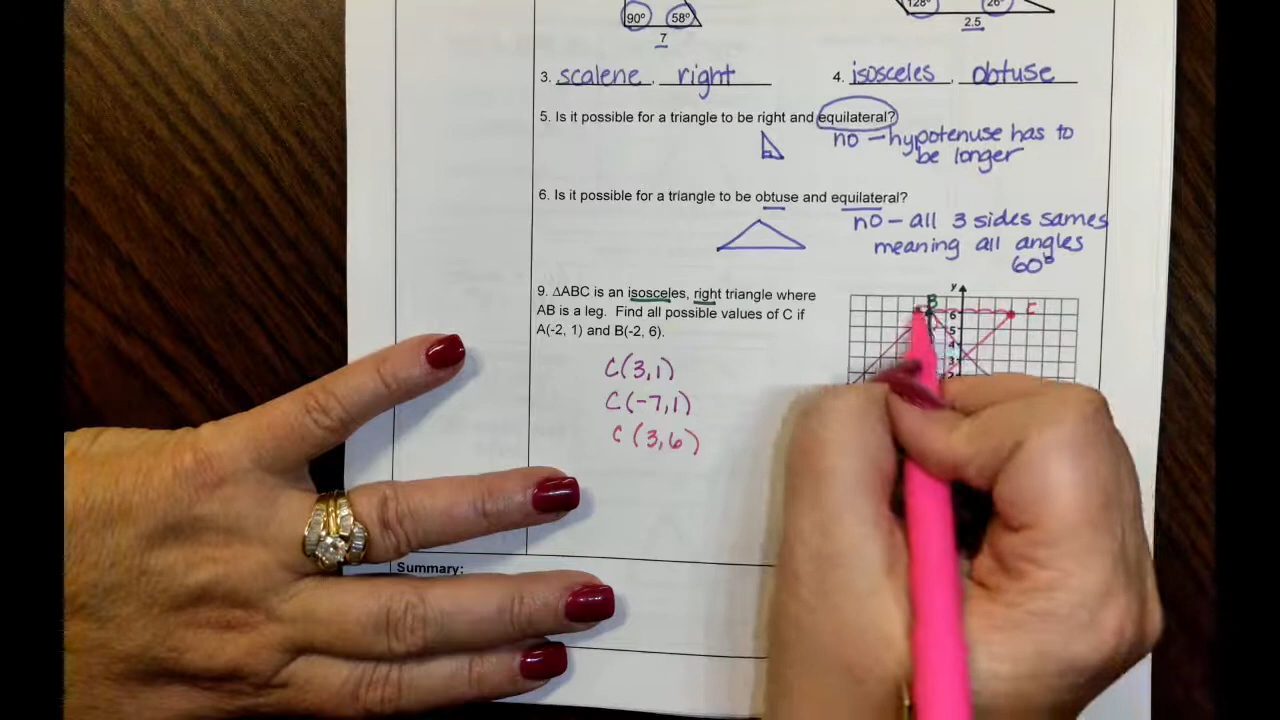 90° 58°
7
128° 26°
2.5
3. scalene, right
4. isosceles, obtuse
5. Is it possible for a triangle to be right and equilateral?
no – hypotenuse has to
be longer
6. Is it possible for a triangle to be obtuse and equilateral?
no – all 3 sides sames
meaning all angles
60°
9. ΔABC is an isosceles, right triangle where
AB is a leg. Find all possible values of C if
A(-2, 1) and B(-2, 6).
C(3,1)
C(-7,1)
C(3,6)
y
B
C
6
5
4
3
2
Summary: